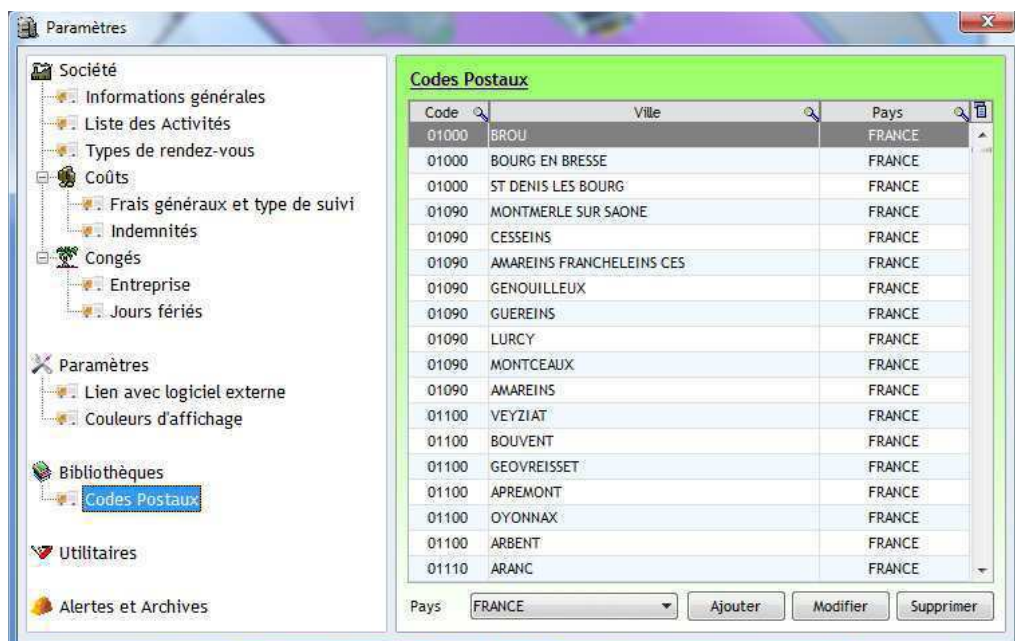 Paramètres
Société
Informations générales
Liste des Activités
Types de rendez-vous
Coûts
Frais généraux et type de suivi
Indemnités
Congés
Entreprise
Jours fériés
Paramètres
Lien avec logiciel externe
Couleurs d'affichage
Bibliothèques
Codes Postaux
Utilitaires
Alertes et Archives
Codes Postaux
Code Ville Pays
01000 BROU FRANCE
01000 BOURG EN BRESSE FRANCE
01000 ST DENIS LES BOURG FRANCE
01090 MONTMERLE SUR SAONE FRANCE
01090 CESSEINS FRANCE
01090 AMAREINS FRANCHELEINS CES FRANCE
01090 GENOUILLEUX FRANCE
01090 GUEREINS FRANCE
01090 LURCY FRANCE
01090 MONTCEAUX FRANCE
01090 AMAREINS FRANCE
01100 VEYZIAT FRANCE
01100 BOUVENT FRANCE
01100 GEOVREISSET FRANCE
01100 APREMONT FRANCE
01100 OYONNAX FRANCE
01100 ARBENT FRANCE
01110 ARANC FRANCE
Pays FRANCE Ajouter Modifier Supprimer